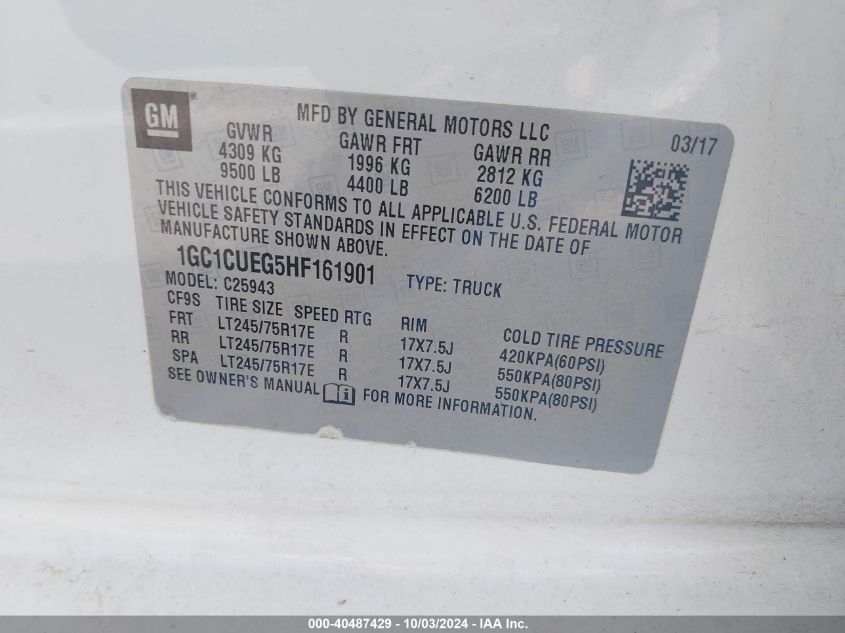 GM®
MFD BY GENERAL MOTORS LLC
03/17
GVWR GAWR FRT GAWR RR
4309 KG 1996 KG 2812 KG
9500 LB 4400 LB 6200 LB
THIS VEHICLE CONFORMS TO ALL APPLICABLE U.S. FEDERAL MOTOR
VEHICLE SAFETY STANDARDS IN EFFECT ON THE DATE OF
MANUFACTURE SHOWN ABOVE.
1GC1CUEG5HF161901
TYPE: TRUCK
MODEL: C25943
CF9S TIRE SIZE SPEED RTG RIM COLD TIRE PRESSURE
FRT LT245/75R17E R 17X7.5J 420KPA(60PSI)
RR LT245/75R17E R 17X7.5J 550KPA(80PSI)
SPA LT245/75R17E R 17X7.5J 550KPA(80PSI)
SEE OWNER'S MANUAL i FOR MORE INFORMATION.
000-40487429 - 10/03/2024 - IAA Inc.